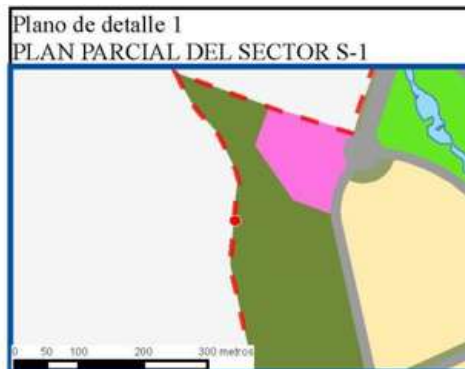 Plano de detalle 1
PLAN PARCIAL DEL SECTOR S-1
0 50 100 200 300 metros